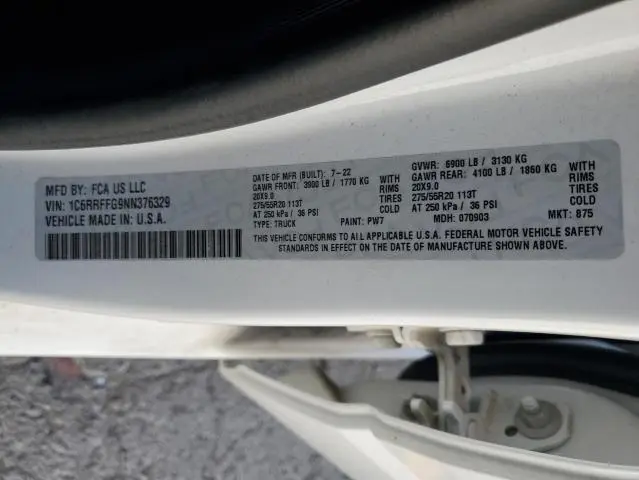 MFD BY: FCA US LLC
VIN: 1C6RRFFG9NN376329
VEHICLE MADE IN U.S.A.
DATE OF MFR (BUILT): 7-22
GAWR FRONT: 3900 LB / 1770 KG WITH
20X9.0 RIMS
275/55R20 113T TIRES
AT 250 kPa / 36 PSI COLD
TYPE: TRUCK PAINT: PW7
GVWR: 6900 LB / 3130 KG
GAWR REAR: 4100 LB / 1860 KG WITH
20X9.0 RIMS
275/55R20 113T TIRES
AT 250 kPa / 36 PSI COLD
MDH: 070903 MKT: 875
THIS VEHICLE CONFORMS TO ALL APPLICABLE U.S.A. FEDERAL MOTOR VEHICLE SAFETY
STANDARDS IN EFFECT ON THE DATE OF MANUFACTURE SHOWN ABOVE.